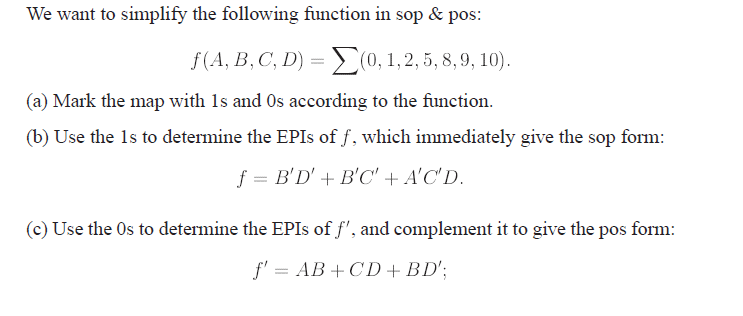 We want to simplify the following function in sop & pos:
f(A, B, C, D) = ∑(0, 1, 2, 5, 8, 9, 10).
(a) Mark the map with 1s and 0s according to the function.
(b) Use the 1s to determine the EPIs of f, which immediately give the sop form:
f = B′D′ + B′C′ + A′C′D.
(c) Use the 0s to determine the EPIs of f′, and complement it to give the pos form:
f′ = AB + CD + BD′;